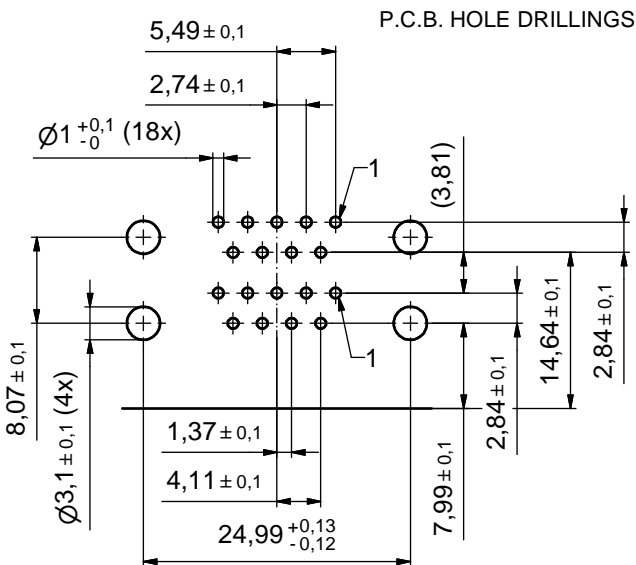 P.C.B. HOLE DRILLINGS
5,49 ± 0,1
2,74 ± 0,1
Ø1 +0,1 -0 (18x)
1
(3,81)
8,07 ± 0,1
Ø3,1 ± 0,1 (4x)
1
14,64 ± 0,1
2,84 ± 0,1
2,84 ± 0,1
7,99 ± 0,1
1,37 ± 0,1
4,11 ± 0,1
24,99 +0,13 -0,12